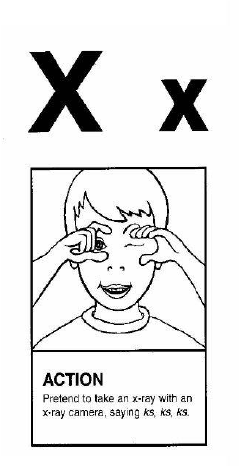 X x
ACTION
Pretend to take an x-ray with an
x-ray camera, saying ks, ks, ks.